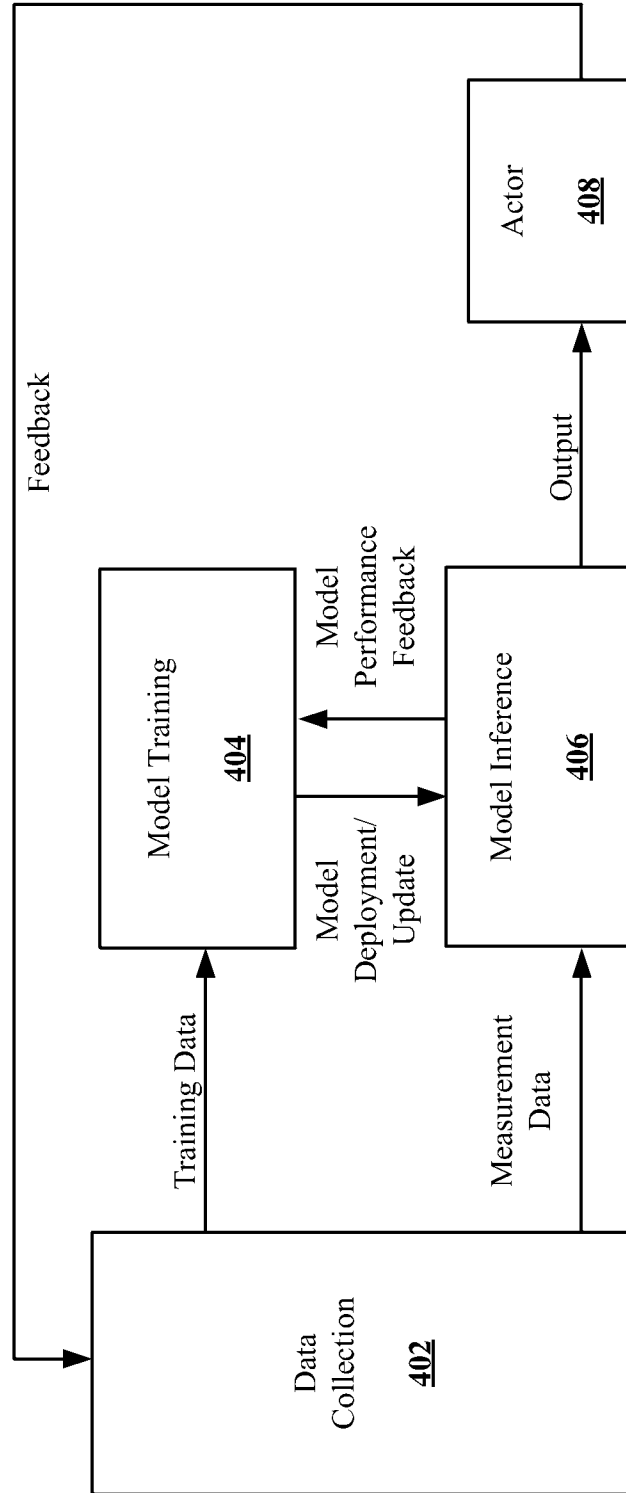 Feedback
Data
Collection
402
Training Data
Model Training
404
Model
Deployment/
Update
Model
Performance
Feedback
Measurement
Data
Model Inference
406
Output
Actor
408